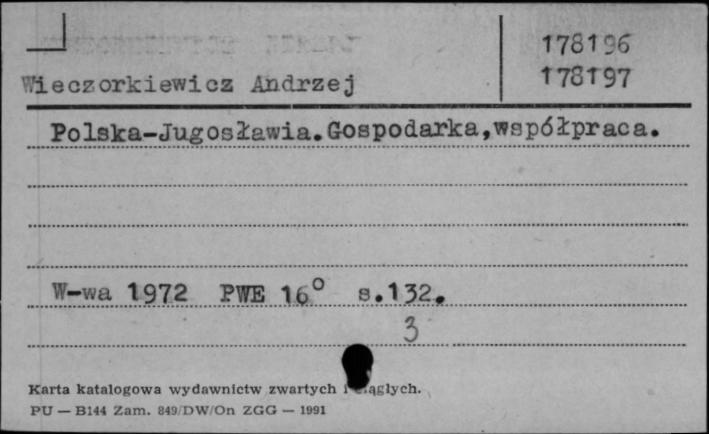 178196
Wieczorkiewicz Andrzej 178197
Polska-Jugosławia.Gospodarka,współpraca.
W-wa 1972 PWE 16° s.132.
3
Karta katalogowa wydawnictw zwartych i ciągłych.
PU — B144 Zam. 849/DW/On ZGG — 1991